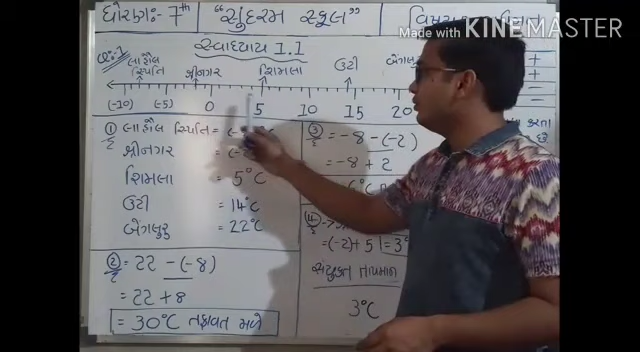 ધોરણ:- 7th
"સુંદરમ સ્કૂલ"
Made with KINEMASTER
સ્વાધ્યાય 1.1
પ્ર:1
લાહૌલ સ્પિતિ
શ્રીનગર
શિમલા
ઉટી
(-10) (-5) 0 5 10 15 20
① લાહૌલ સ્પિતિ =
શ્રીનગર =
શિમલા = 5°C
ઉટી = 14°C
બેંગલુરુ = 22°C
② = 22 - (-8)
= 22 + 8
= 30°C તફાવત મળે
③ = -8 - (-2)
= -8 + 2
④
= (-2) + 5 = 3°
સંયુક્ત તાપમાન
3°C